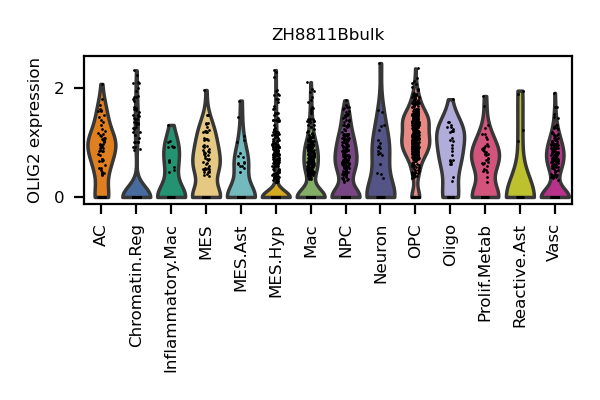 ZH8811Bbulk
OLIG2 expression
2
0
AC
Chromatin.Reg
Inflammatory.Mac
MES
MES.Ast
MES.Hyp
Mac
NPC
Neuron
OPC
Oligo
Prolif.Metab
Reactive.Ast
Vasc